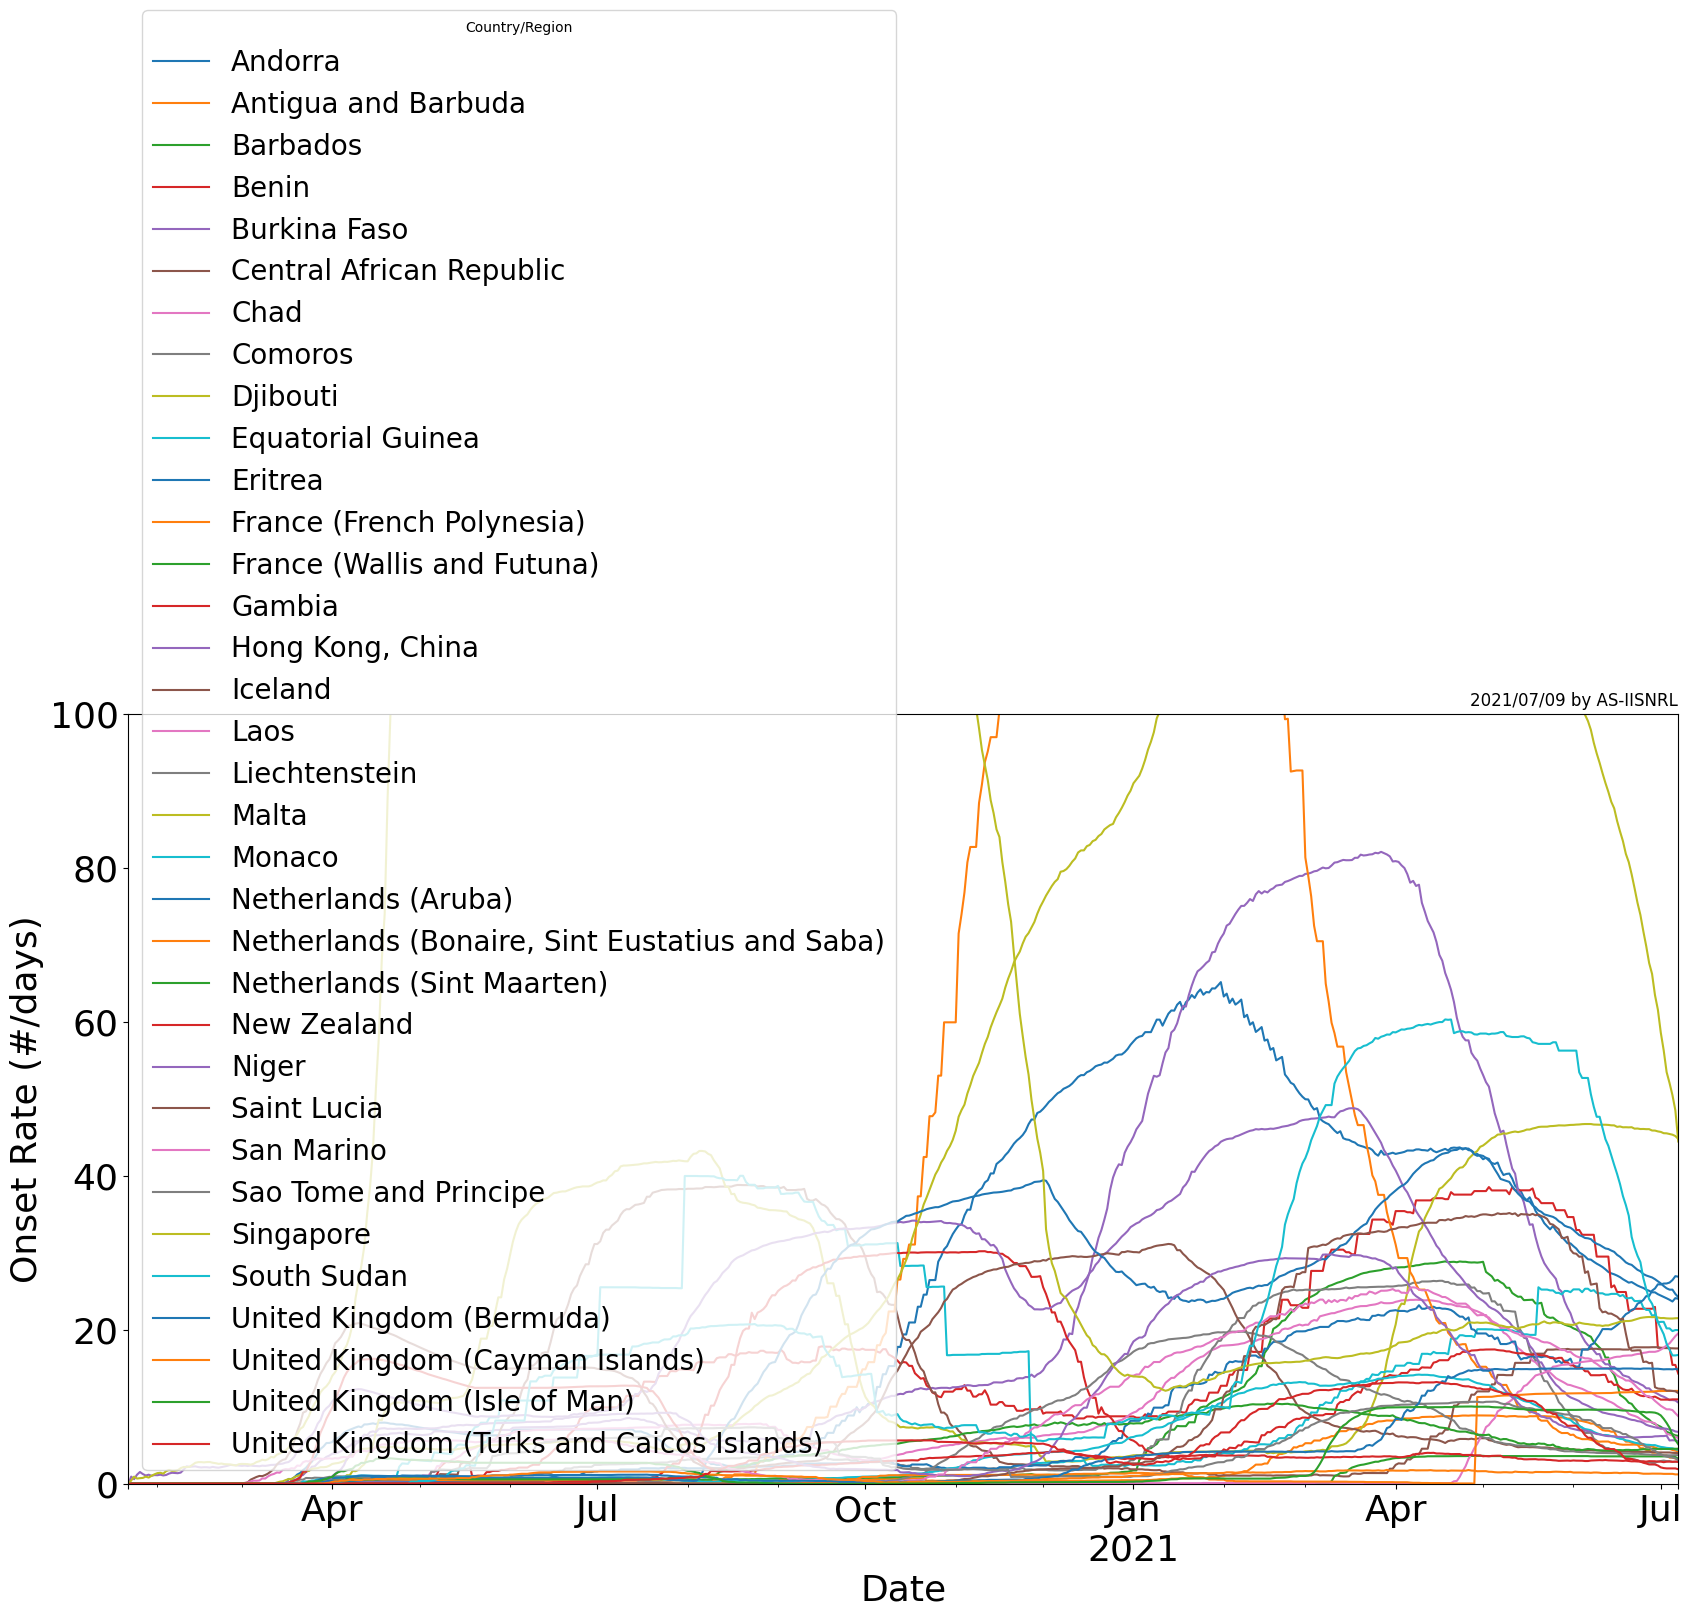 Country/Region
Andorra
Antigua and Barbuda
Barbados
Benin
Burkina Faso
Central African Republic
Chad
Comoros
Djibouti
Equatorial Guinea
Eritrea
France (French Polynesia)
France (Wallis and Futuna)
Gambia
Hong Kong, China
Iceland
Laos
Liechtenstein
Malta
Monaco
Netherlands (Aruba)
Netherlands (Bonaire, Sint Eustatius and Saba)
Netherlands (Sint Maarten)
New Zealand
Niger
Saint Lucia
San Marino
Sao Tome and Principe
Singapore
South Sudan
United Kingdom (Bermuda)
United Kingdom (Cayman Islands)
United Kingdom (Isle of Man)
United Kingdom (Turks and Caicos Islands)
2021/07/09 by AS-IISNRL
100
80
60
40
20
0
Onset Rate (#/days)
Apr Jul Oct Jan Apr Jul
2021
Date